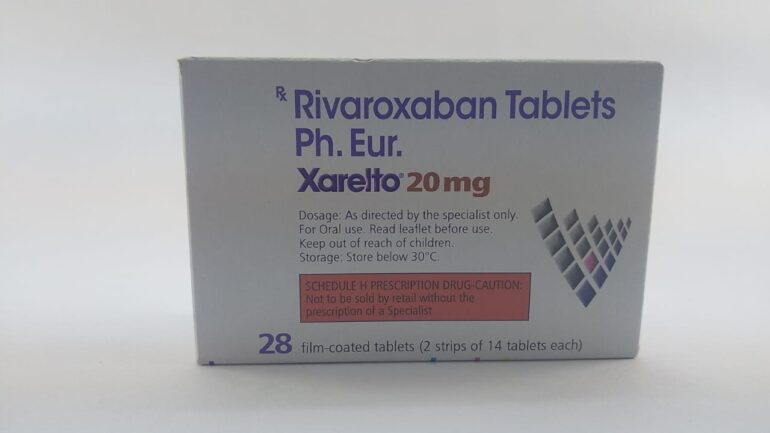 Rx Rivaroxaban Tablets
Ph. Eur.
Xarelto® 20 mg
Dosage: As directed by the specialist only.
For Oral use. Read leaflet before use.
Keep out of reach of children.
Storage: Store below 30°C.
SCHEDULE H PRESCRIPTION DRUG-CAUTION:
Not to be sold by retail without the
prescription of a Specialist
28 film-coated tablets (2 strips of 14 tablets each)